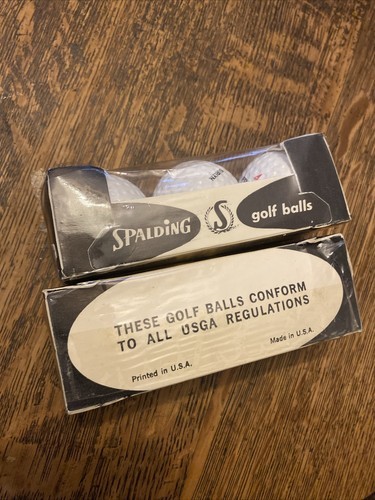 SPALDING S golf balls
THESE GOLF BALLS CONFORM
TO ALL USGA REGULATIONS
Printed in U.S.A. Made in U.S.A.